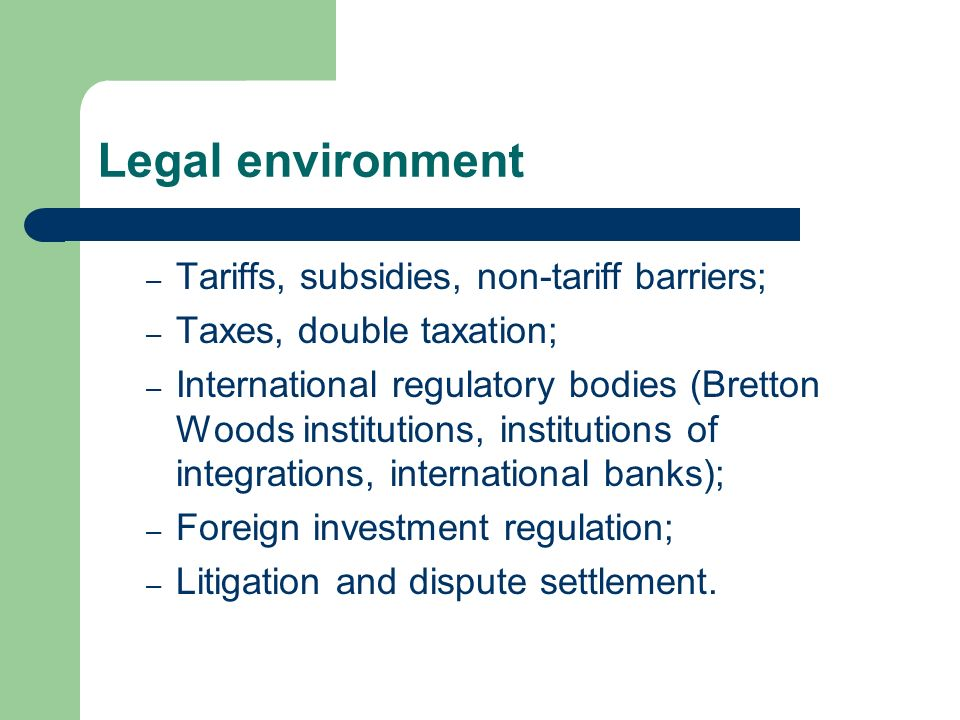 Legal environment
– Tariffs, subsidies, non-tariff barriers;
– Taxes, double taxation;
– International regulatory bodies (Bretton
Woods institutions, institutions of
integrations, international banks);
– Foreign investment regulation;
– Litigation and dispute settlement.